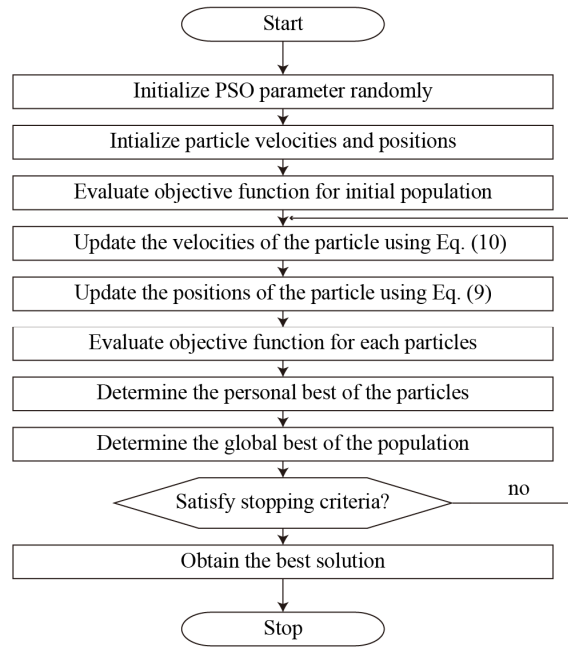 Start
Initialize PSO parameter randomly
Intialize particle velocities and positions
Evaluate objective function for initial population
Update the velocities of the particle using Eq. (10)
Update the positions of the particle using Eq. (9)
Evaluate objective function for each particles
Determine the personal best of the particles
Determine the global best of the population
Satisfy stopping criteria?
no
Obtain the best solution
Stop